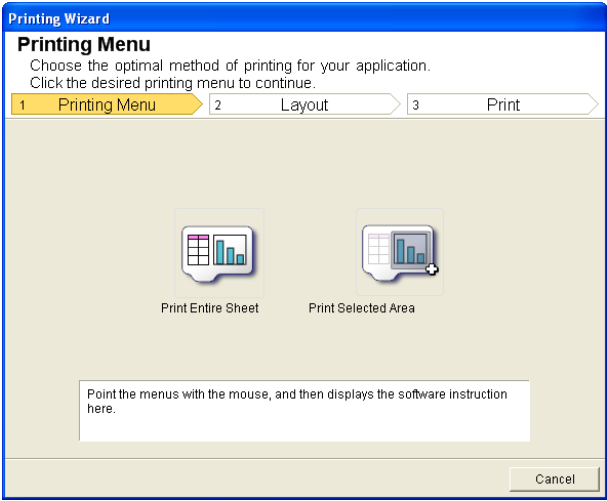 Printing Wizard
Printing Menu
Choose the optimal method of printing for your application.
Click the desired printing menu to continue.
1 Printing Menu 2 Layout 3 Print
Print Entire Sheet Print Selected Area
Point the menus with the mouse, and then displays the software instruction
here.
Cancel